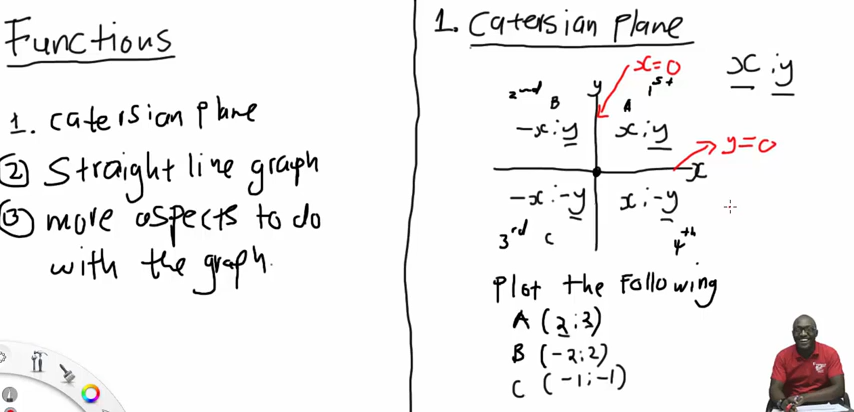 Functions
1. Catersian plane
2 Straight line graph
3 more aspects to do
with the graph.
1. Catersian Plane
x ; y
x=0
y
2nd
B
1st
A
-x ; y
x ; y
y=0
x
-x ; -y
x ; -y
3rd
C
4th
Plot the following
A (2;3)
B (-2;2)
C (-1;-1)